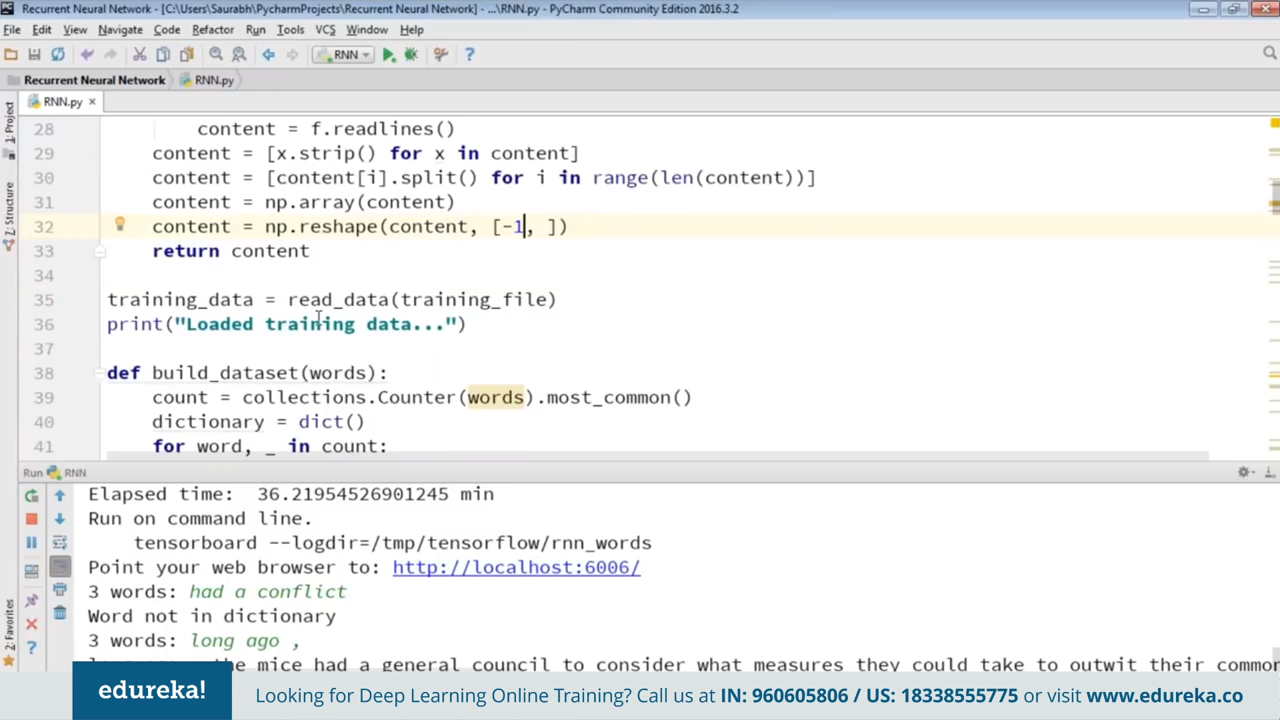 Recurrent Neural Network - [C:\Users\Saurabh\PycharmProjects\Recurrent Neural Network] - ...\RNN.py - PyCharm Community Edition 2016.3.2
File Edit View Navigate Code Refactor Run Tools VCS Window Help
RNN
Recurrent Neural Network RNN.py
RNN.py
1: Project
7: Structure
2: Favorites
28 content = f.readlines()
29 content = [x.strip() for x in content]
30 content = [content[i].split() for i in range(len(content))]
31 content = np.array(content)
32 content = np.reshape(content, [-1, ])
33 return content
34
35 training_data = read_data(training_file)
36 print("Loaded training data...")
37
38 def build_dataset(words):
39 count = collections.Counter(words).most_common()
40 dictionary = dict()
41 for word, _ in count:
Run RNN
Elapsed time:  36.21954526901245 min
Run on command line.
tensorboard --logdir=/tmp/tensorflow/rnn_words
Point your web browser to: http://localhost:6006/
3 words: had a conflict
Word not in dictionary
3 words: long ago ,
the mice had a general council to consider what measures they could take to outwit their common
edureka!
Looking for Deep Learning Online Training? Call us at IN: 960605806 / US: 18338555775 or visit www.edureka.co